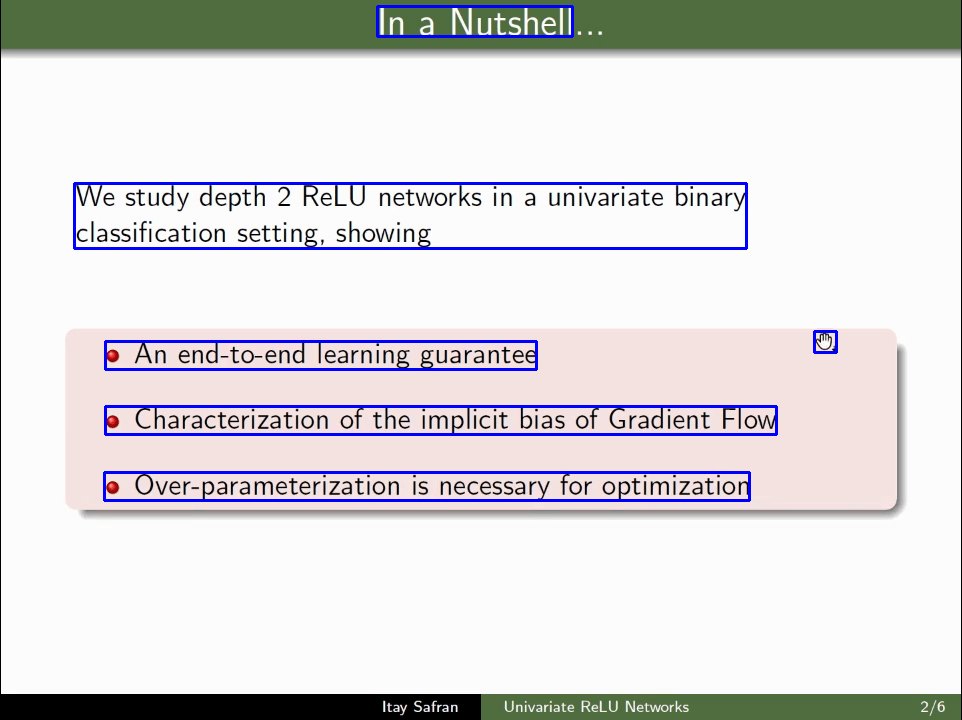 In a Nutshell...
We study depth 2 ReLU networks in a univariate binary
classification setting, showing
An end-to-end learning guarantee
Characterization of the implicit bias of Gradient Flow
Over-parameterization is necessary for optimization
Itay Safran
Univariate ReLU Networks
2/6